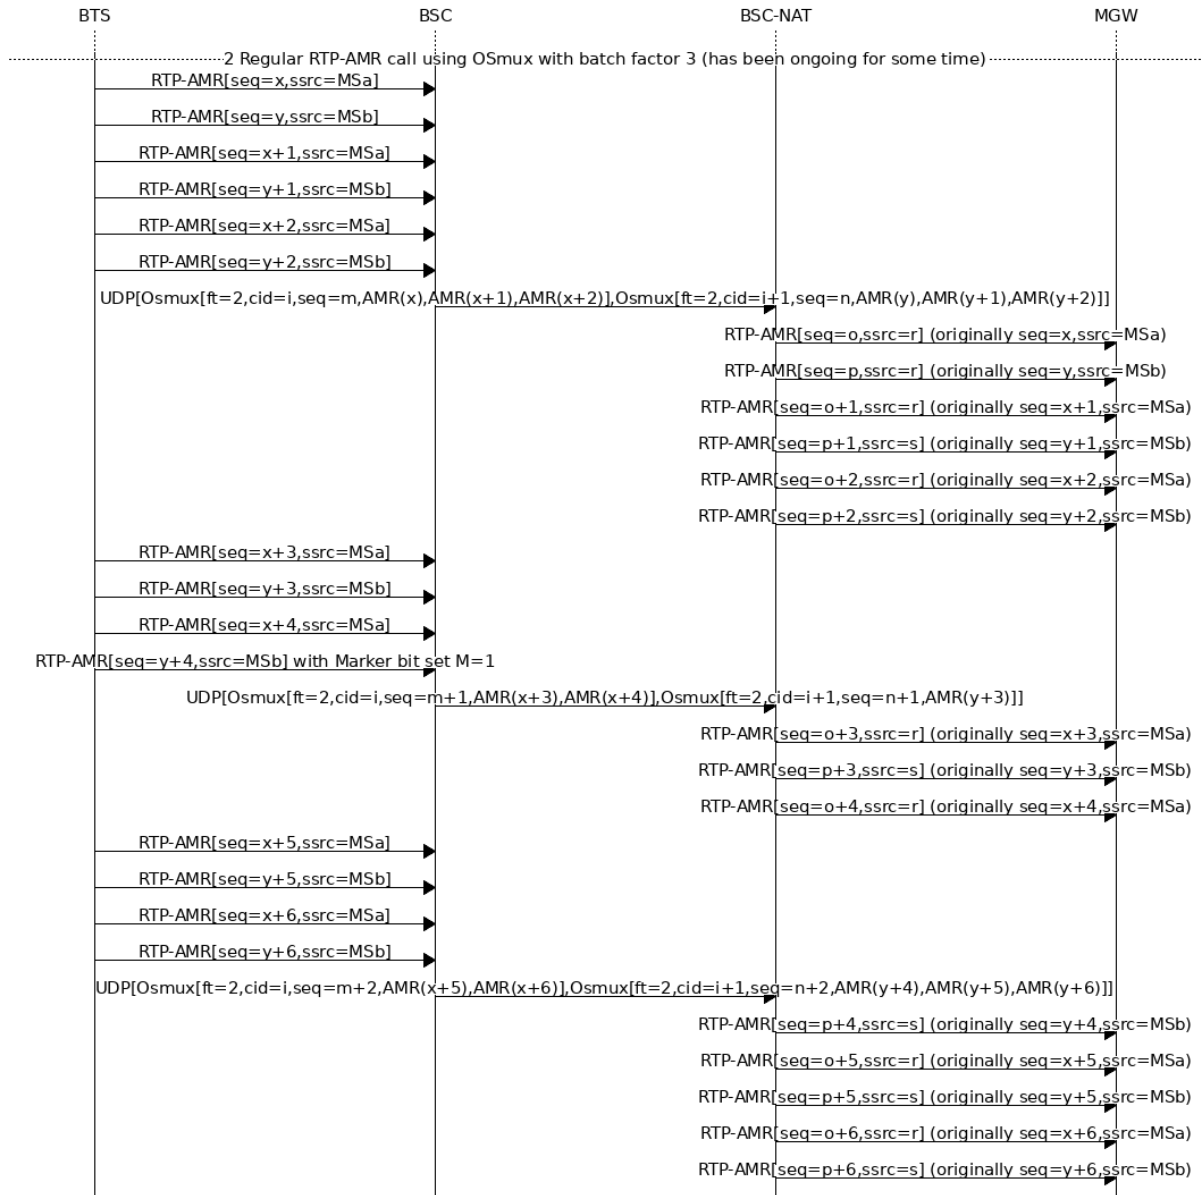 BTS BSC BSC-NAT MGW
2 Regular RTP-AMR call using OSmux with batch factor 3 (has been ongoing for some time)
RTP-AMR[seq=x,ssrc=MSa]
RTP-AMR[seq=y,ssrc=MSb]
RTP-AMR[seq=x+1,ssrc=MSa]
RTP-AMR[seq=y+1,ssrc=MSb]
RTP-AMR[seq=x+2,ssrc=MSa]
RTP-AMR[seq=y+2,ssrc=MSb]
UDP[Osmux[ft=2,cid=i,seq=m,AMR(x),AMR(x+1),AMR(x+2)],Osmux[ft=2,cid=i+1,seq=n,AMR(y),AMR(y+1),AMR(y+2)]]
RTP-AMR[seq=o,ssrc=r] (originally seq=x,ssrc=MSa)
RTP-AMR[seq=p,ssrc=r] (originally seq=y,ssrc=MSb)
RTP-AMR[seq=o+1,ssrc=r] (originally seq=x+1,ssrc=MSa)
RTP-AMR[seq=p+1,ssrc=s] (originally seq=y+1,ssrc=MSb)
RTP-AMR[seq=o+2,ssrc=r] (originally seq=x+2,ssrc=MSa)
RTP-AMR[seq=p+2,ssrc=s] (originally seq=y+2,ssrc=MSb)
RTP-AMR[seq=x+3,ssrc=MSa]
RTP-AMR[seq=y+3,ssrc=MSb]
RTP-AMR[seq=x+4,ssrc=MSa]
RTP-AMR[seq=y+4,ssrc=MSb] with Marker bit set M=1
UDP[Osmux[ft=2,cid=i,seq=m+1,AMR(x+3),AMR(x+4)],Osmux[ft=2,cid=i+1,seq=n+1,AMR(y+3)]]
RTP-AMR[seq=o+3,ssrc=r] (originally seq=x+3,ssrc=MSa)
RTP-AMR[seq=p+3,ssrc=s] (originally seq=y+3,ssrc=MSb)
RTP-AMR[seq=o+4,ssrc=r] (originally seq=x+4,ssrc=MSa)
RTP-AMR[seq=x+5,ssrc=MSa]
RTP-AMR[seq=y+5,ssrc=MSb]
RTP-AMR[seq=x+6,ssrc=MSa]
RTP-AMR[seq=y+6,ssrc=MSb]
UDP[Osmux[ft=2,cid=i,seq=m+2,AMR(x+5),AMR(x+6)],Osmux[ft=2,cid=i+1,seq=n+2,AMR(y+4),AMR(y+5),AMR(y+6)]]
RTP-AMR[seq=p+4,ssrc=s] (originally seq=y+4,ssrc=MSb)
RTP-AMR[seq=o+5,ssrc=r] (originally seq=x+5,ssrc=MSa)
RTP-AMR[seq=p+5,ssrc=s] (originally seq=y+5,ssrc=MSb)
RTP-AMR[seq=o+6,ssrc=r] (originally seq=x+6,ssrc=MSa)
RTP-AMR[seq=p+6,ssrc=s] (originally seq=y+6,ssrc=MSb)